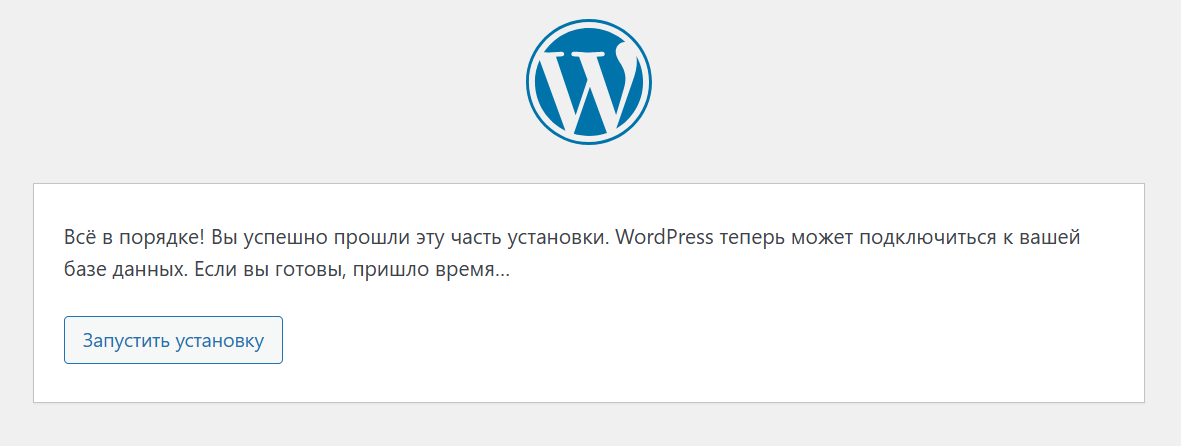 Всё в порядке! Вы успешно прошли эту часть установки. WordPress теперь может подключиться к вашей
базе данных. Если вы готовы, пришло время…
Запустить установку